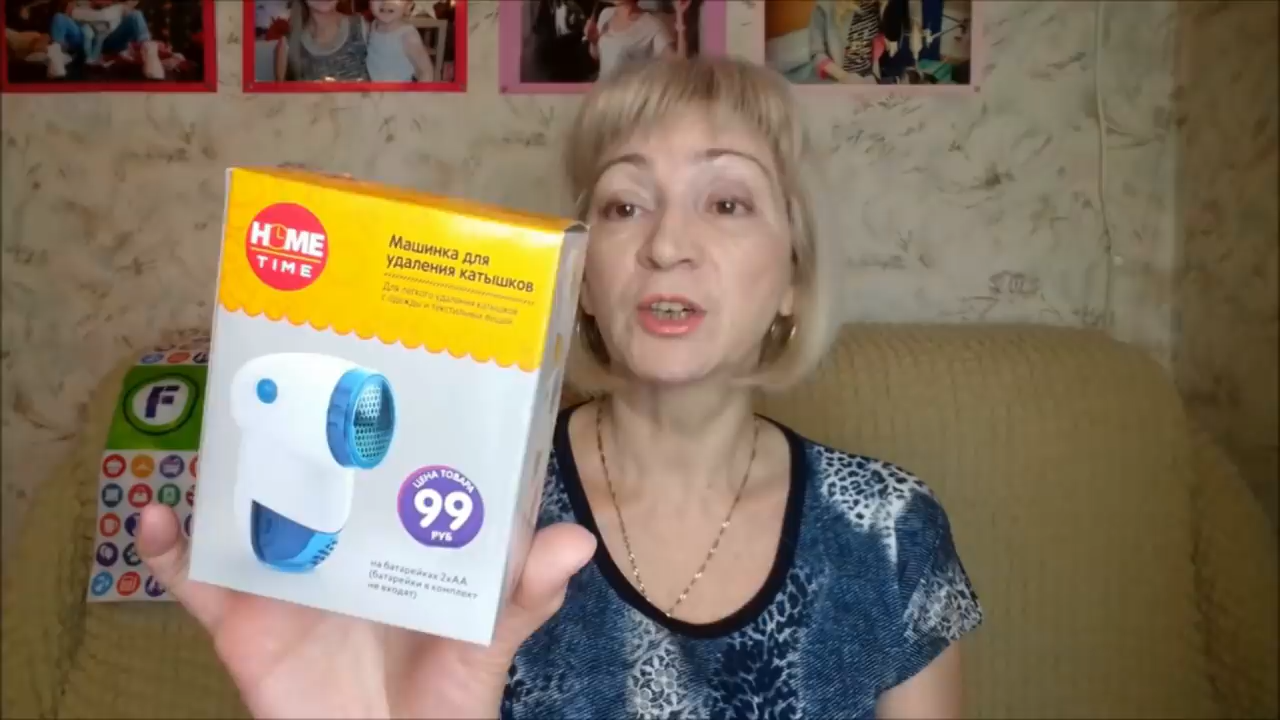 HOME
TIME
Машинка для
удаления катышков
Для легкого удаления катышков
с одежды и текстильных вещей
ЦЕНА ТОВАРА
99
РУБ
на батарейках 2хАА
(батарейки в комплект
не входят)
F